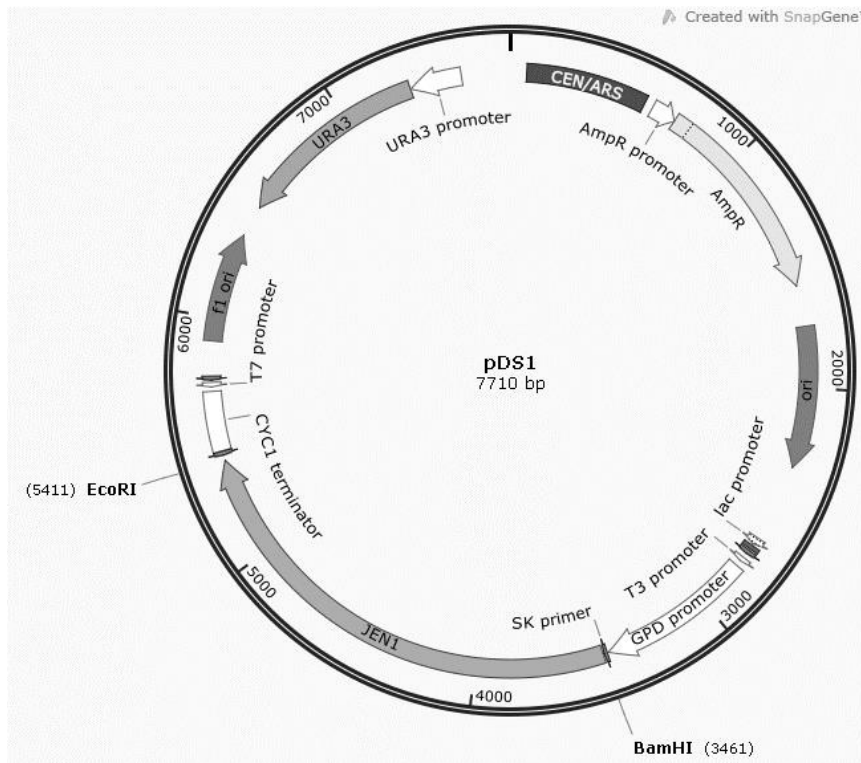 Created with SnapGene
CEN/ARS
AmpR promoter
1000
AmpR
ori
2000
lac promoter
T3 promoter
GPD promoter
3000
SK primer
BamHI (3461)
4000
JEN1
5000
(5411) EcoRI
CYC1 terminator
T7 promoter
6000
f1 ori
URA3
7000
URA3 promoter
pDS1
7710 bp